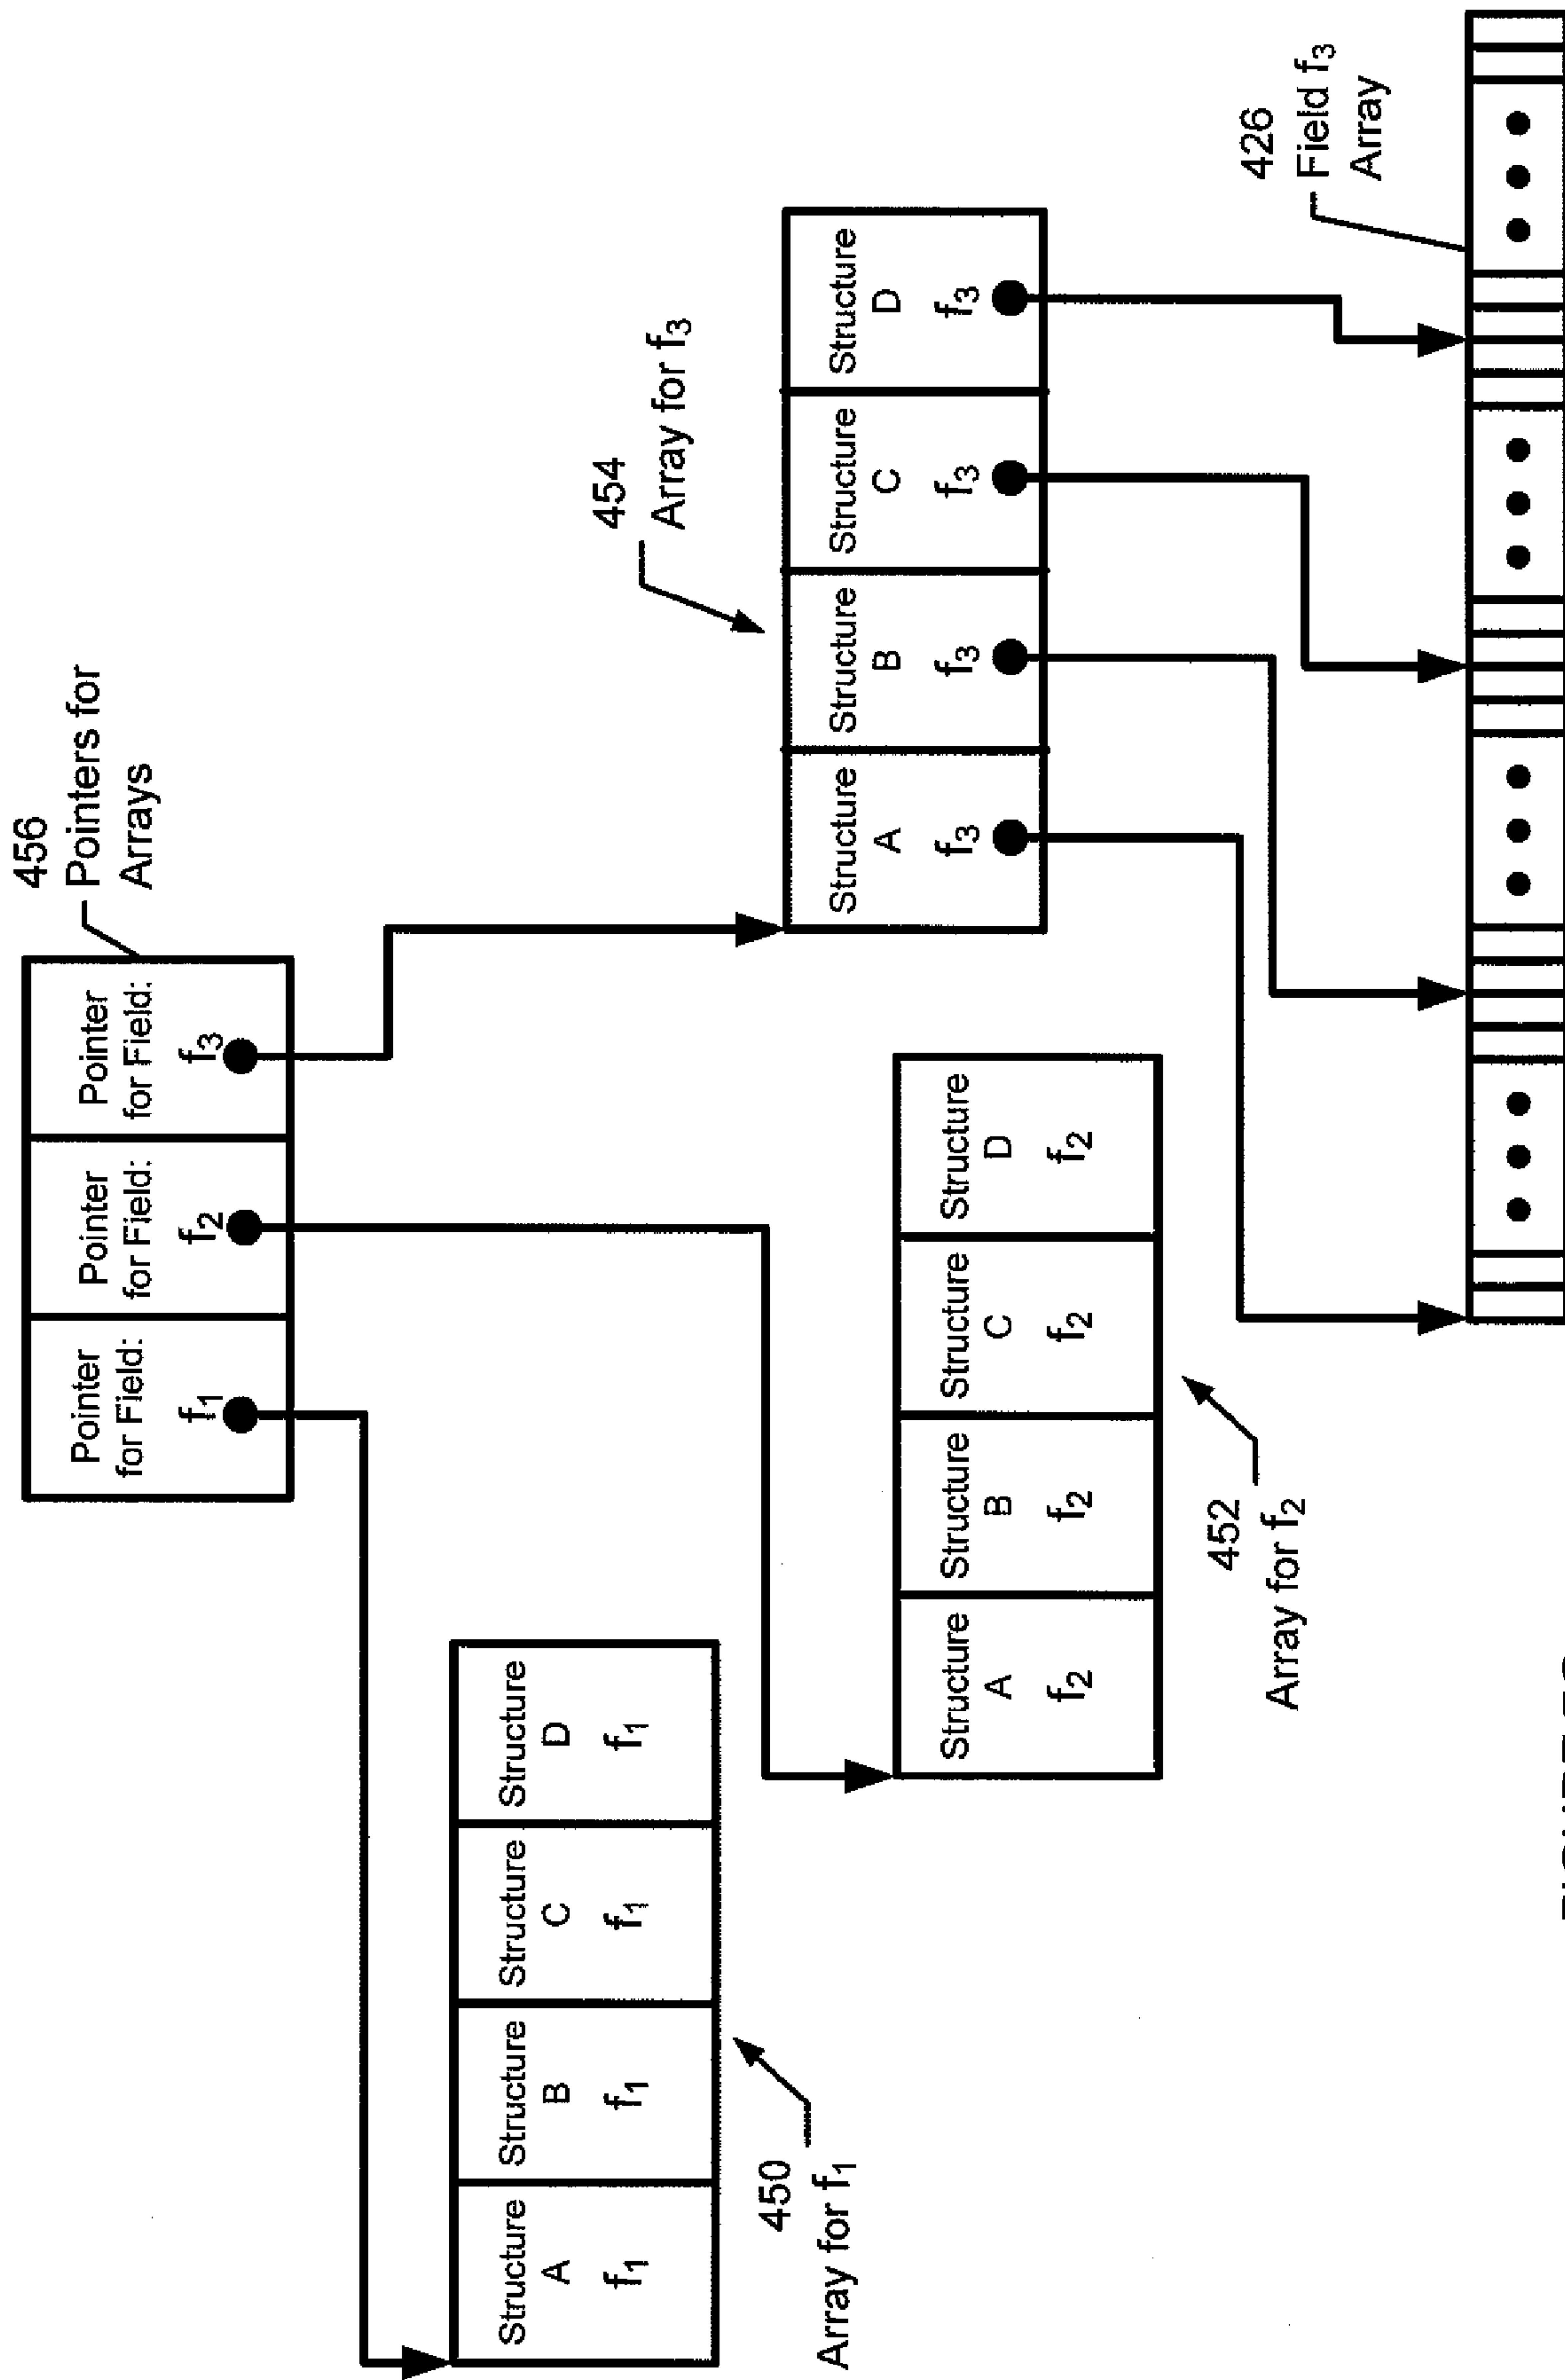 456
Pointers for
Arrays
Pointer
for Field:
f₁
Pointer
for Field:
f₂
Pointer
for Field:
f₃
Structure
A
f₁
Structure
B
f₁
Structure
C
f₁
Structure
D
f₁
450
Array for f₁
454
Array for f₃
Structure
A
f₃
Structure
B
f₃
Structure
C
f₃
Structure
D
f₃
Structure
A
f₂
Structure
B
f₂
Structure
C
f₂
Structure
D
f₂
452
Array for f₂
426
Field f₃
Array